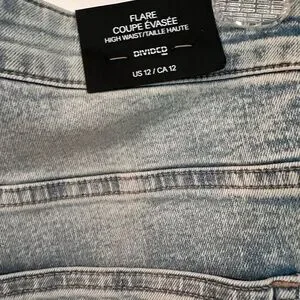 FLARE
COUPE ÉVASÉE
HIGH WAIST/TAILLE HAUTE
DIVIDED
US 12 / CA 12